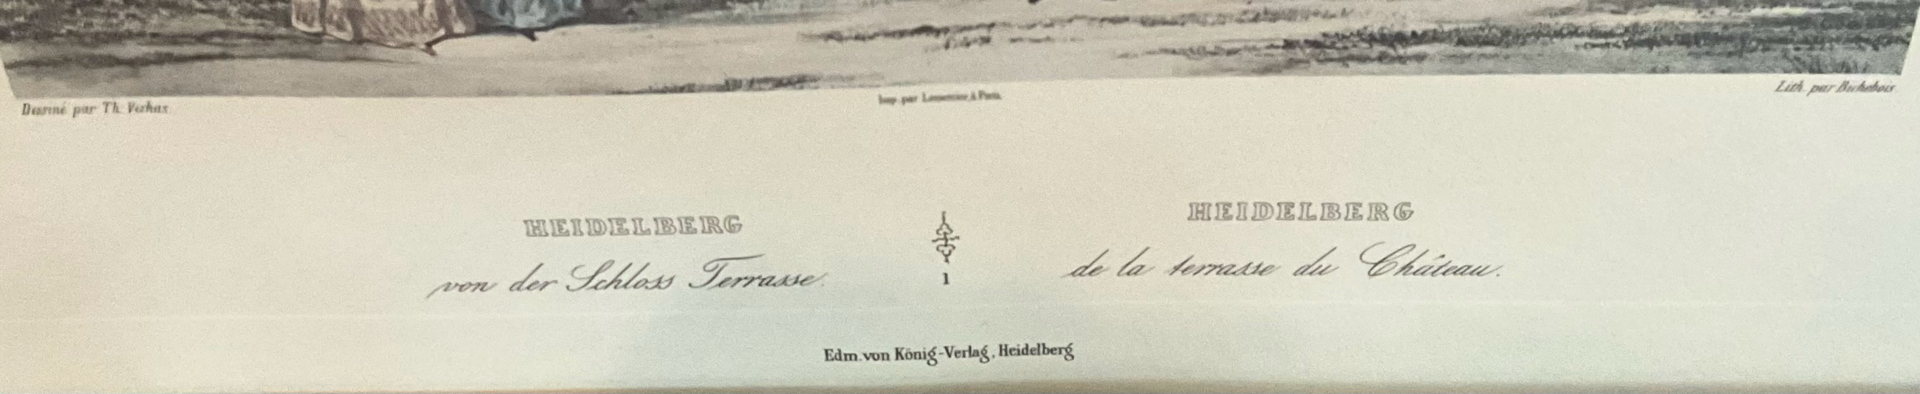 Dessiné par Th. Verhas.
Imp. par Lemercier à Paris.
Lith. par Bichebois
HEIDELBERG
von der Schloss Terrasse.
1
HEIDELBERG
de la terrasse du Château.
Edm. von König-Verlag, Heidelberg